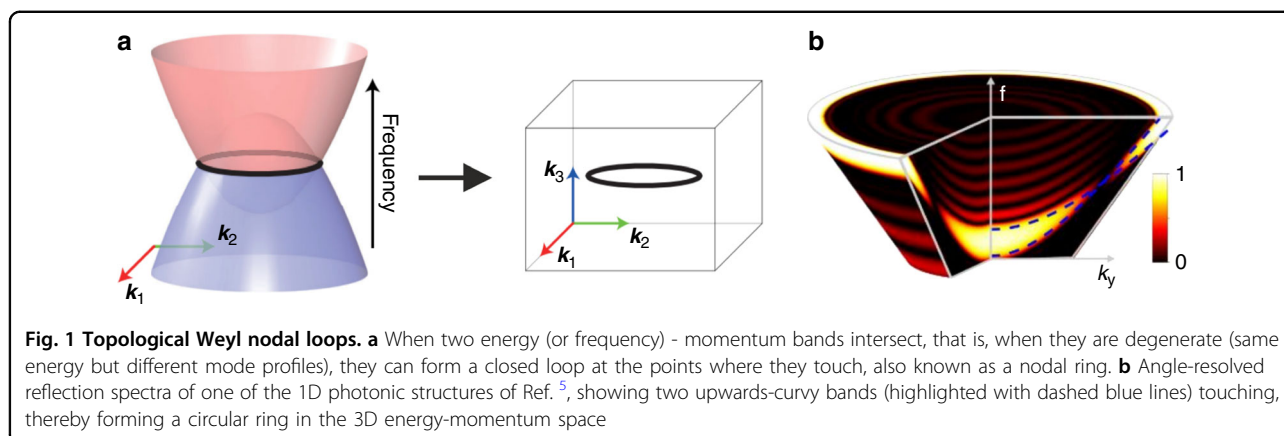 a
Frequency
k₂
k₁
k₃
k₂
k₁
b
f
1
0
k_y
Fig. 1 Topological Weyl nodal loops. a When two energy (or frequency) - momentum bands intersect, that is, when they are degenerate (same
energy but different mode profiles), they can form a closed loop at the points where they touch, also known as a nodal ring. b Angle-resolved
reflection spectra of one of the 1D photonic structures of Ref. ⁵, showing two upwards-curvy bands (highlighted with dashed blue lines) touching,
thereby forming a circular ring in the 3D energy-momentum space